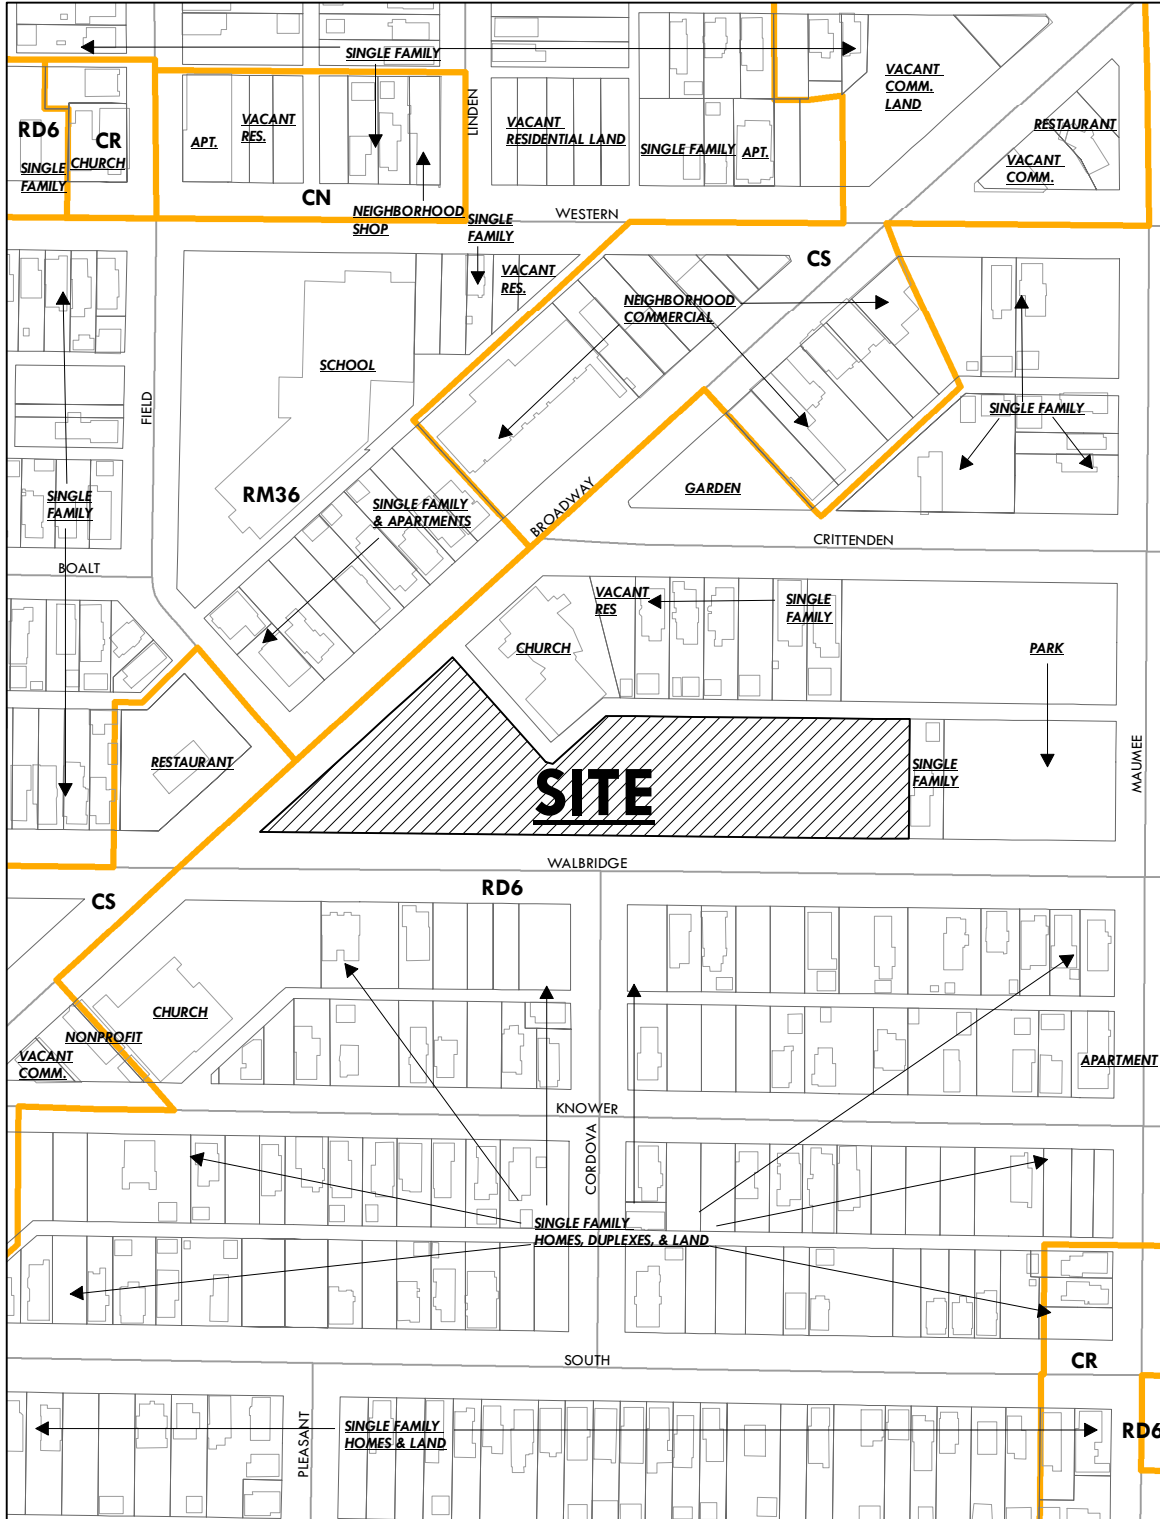 SINGLE FAMILY
VACANT
COMM.
LAND
RD6
CR
SINGLE
FAMILY
CHURCH
APT.
VACANT
RES.
LINDEN
VACANT
RESIDENTIAL LAND
SINGLE FAMILY
APT.
RESTAURANT
VACANT
COMM.
CN
NEIGHBORHOOD
SHOP
SINGLE
FAMILY
WESTERN
CS
VACANT
RES.
NEIGHBORHOOD
COMMERCIAL
SCHOOL
FIELD
SINGLE FAMILY
SINGLE
FAMILY
RM36
SINGLE FAMILY
& APARTMENTS
BROADWAY
GARDEN
CRITTENDEN
BOALT
VACANT
RES
SINGLE
FAMILY
CHURCH
PARK
RESTAURANT
SITE
SINGLE
FAMILY
MAUMEE
WALBRIDGE
RD6
CS
CHURCH
NONPROFIT
VACANT
COMM.
APARTMENT
KNOWER
CORDOVA
SINGLE FAMILY
HOMES, DUPLEXES, & LAND
SOUTH
CR
PLEASANT
SINGLE FAMILY
HOMES & LAND
RD6